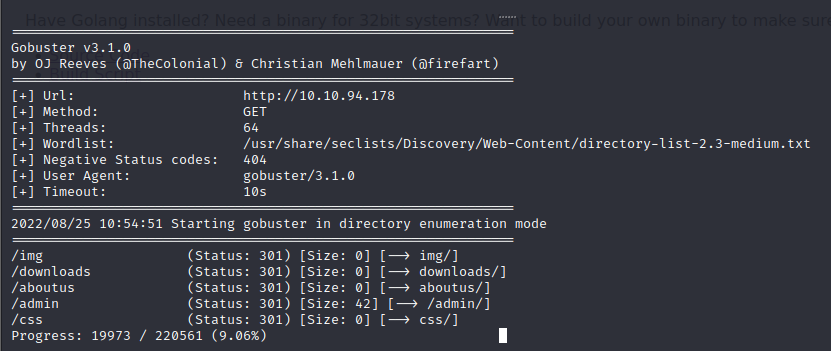 Have Golang installed? Need a binary for 32bit systems? Want to build your own binary to make sure
===============================================================
Gobuster v3.1.0
by OJ Reeves (@TheColonial) & Christian Mehlmauer (@firefart)
===============================================================
[+] Url:                     http://10.10.94.178
[+] Method:                  GET
[+] Threads:                 64
[+] Wordlist:                /usr/share/seclists/Discovery/Web-Content/directory-list-2.3-medium.txt
[+] Negative Status codes:   404
[+] User Agent:              gobuster/3.1.0
[+] Timeout:                 10s
===============================================================
2022/08/25 10:54:51 Starting gobuster in directory enumeration mode
===============================================================
/img                  (Status: 301) [Size: 0] [--> img/]
/downloads            (Status: 301) [Size: 0] [--> downloads/]
/aboutus              (Status: 301) [Size: 0] [--> aboutus/]
/admin                (Status: 301) [Size: 42] [--> /admin/]
/css                  (Status: 301) [Size: 0] [--> css/]
Progress: 19973 / 220561 (9.06%)